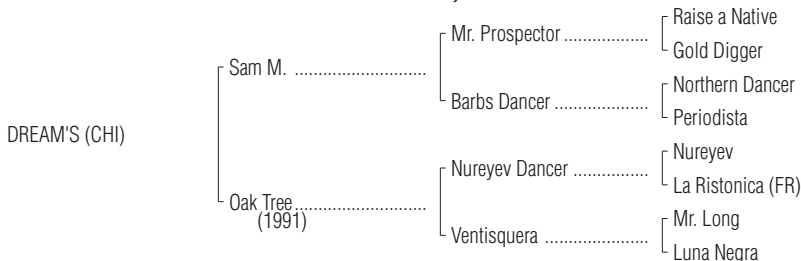 Raise a Native
Mr. Prospector ....................
Gold Digger
Sam M. ............................
Northern Dancer
Barbs Dancer ......................
Periodista
DREAM'S (CHI)
Nureyev
Nureyev Dancer ..................
La Ristonica (FR)
Oak Tree ............................
(1991)
Mr. Long
Ventisquera ........................
Luna Negra